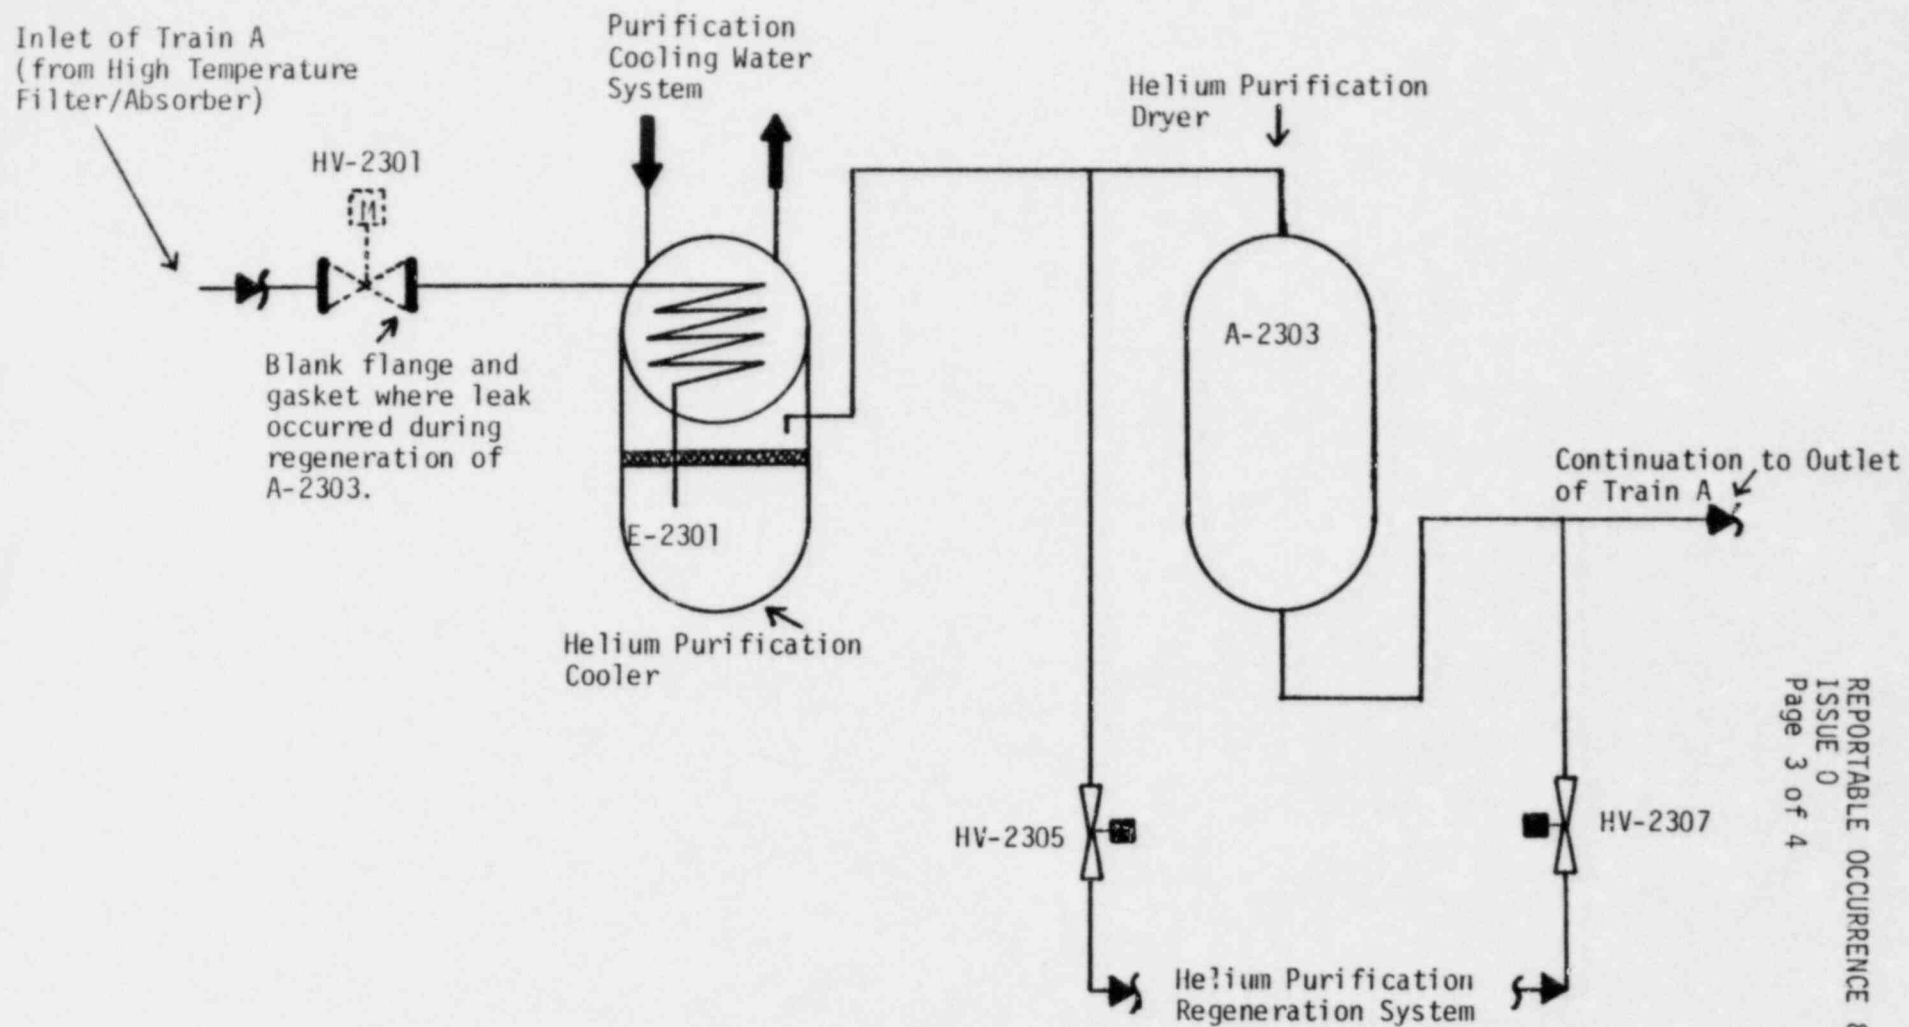 Inlet of Train A
(from High Temperature
Filter/Absorber)
HV-2301
M
Blank flange and
gasket where leak
occurred during
regeneration of
A-2303.
Purification
Cooling Water
System
E-2301
Helium Purification
Cooler
Helium Purification
Dryer
A-2303
Continuation to Outlet
of Train A
HV-2305
HV-2307
Helium Purification
Regeneration System
REPORTABLE OCCURRENCE
ISSUE 0
Page 3 of 4